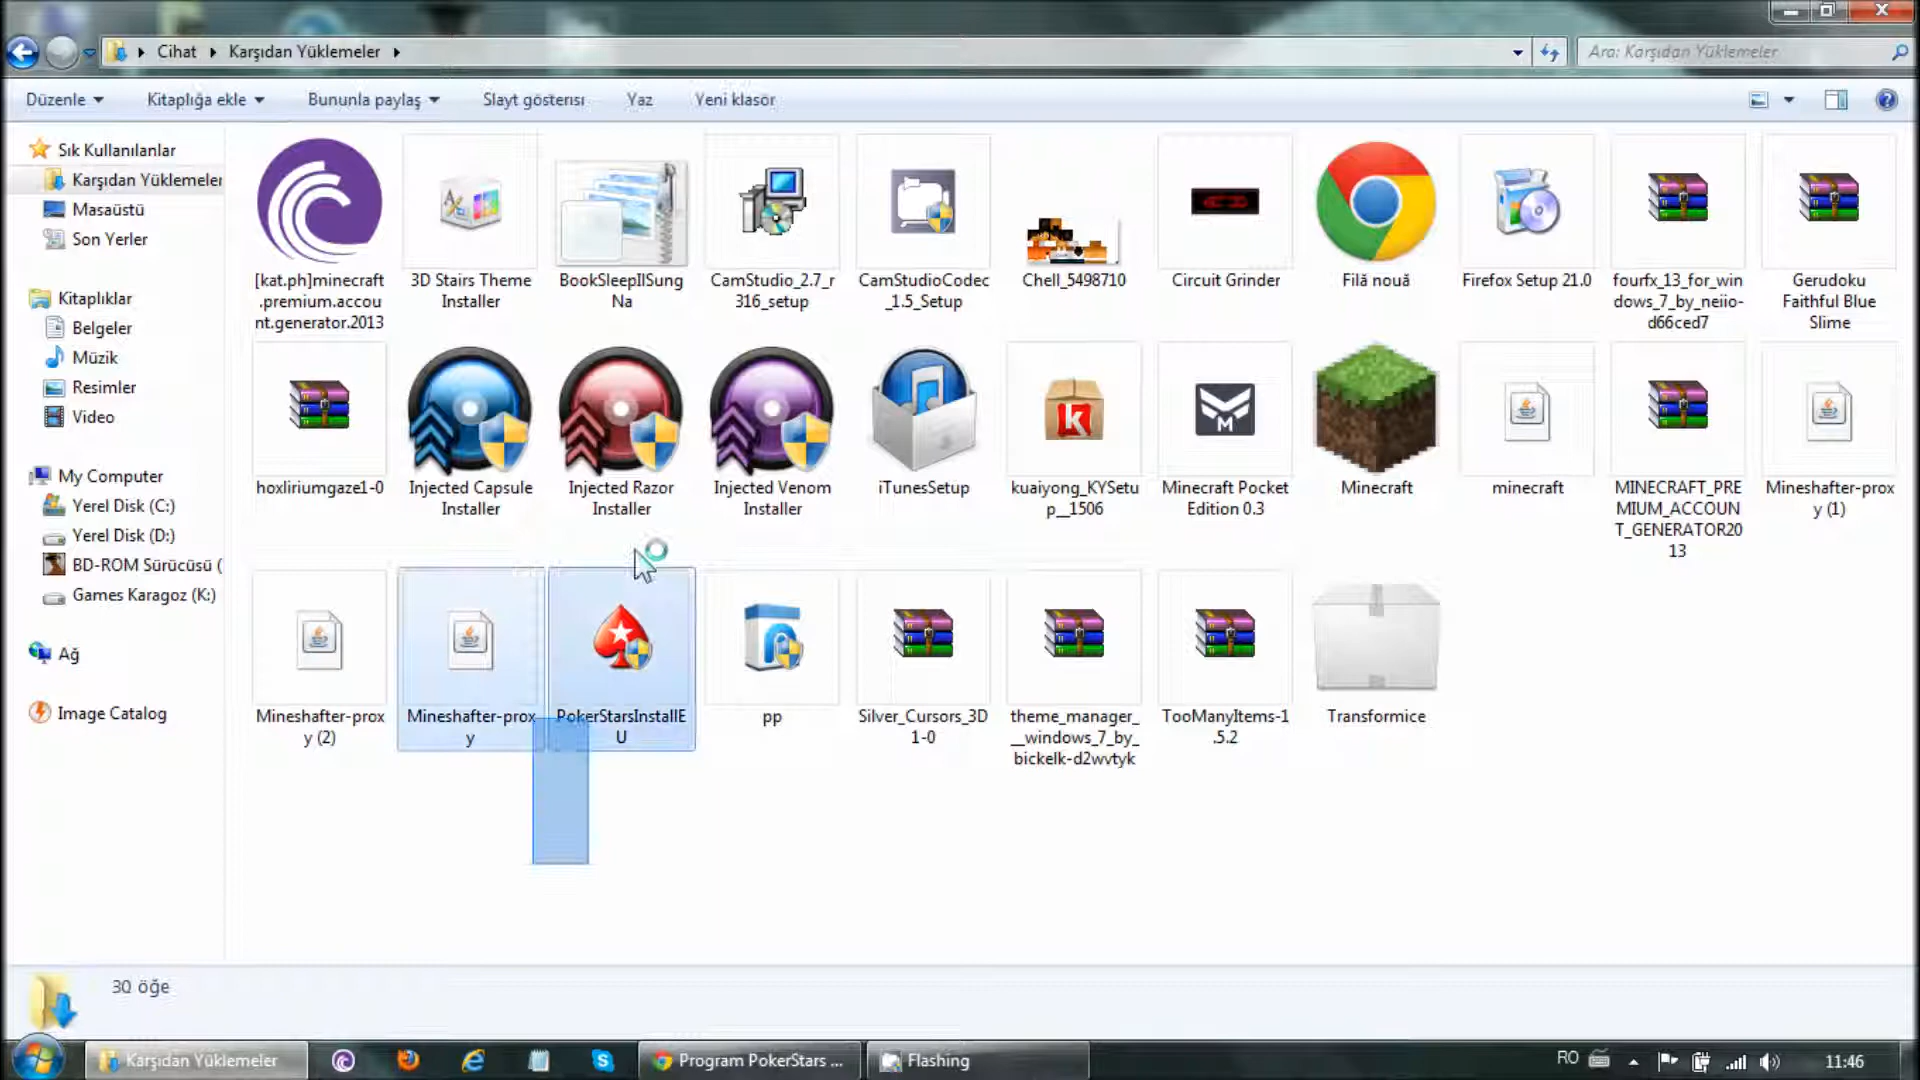 Cihat
Karşıdan Yüklemeler
Ara: Karşıdan Yüklemeler
Düzenle
Kitaplığa ekle
Bununla paylaş
Slayt gösterisi
Yaz
Yeni klasör
Sık Kullanılanlar
Karşıdan Yüklemeler
Masaüstü
Son Yerler
Kitaplıklar
Belgeler
Müzik
Resimler
Video
My Computer
Yerel Disk (C:)
Yerel Disk (D:)
BD-ROM Sürücüsü (
Games Karagoz (K:)
Ağ
Image Catalog
[kat.ph]minecraft
.premium.accou
nt.generator.2013
3D Stairs Theme
Installer
BookSleepIlSung
Na
CamStudio_2.7_r
316_setup
CamStudioCodec
_1.5_Setup
Chell_5498710
Circuit Grinder
Filă nouă
Firefox Setup 21.0
fourfx_13_for_win
dows_7_by_neiio-
d66ced7
Gerudoku
Faithful Blue
Slime
hoxliriumgaze1-0
Injected Capsule
Installer
Injected Razor
Installer
Injected Venom
Installer
iTunesSetup
kuaiyong_KYSetu
p__1506
Minecraft Pocket
Edition 0.3
Minecraft
minecraft
MINECRAFT_PRE
MIUM_ACCOUN
T_GENERATOR20
13
Mineshafter-prox
y (1)
Mineshafter-prox
y (2)
Mineshafter-prox
y
PokerStarsInstallE
U
pp
Silver_Cursors_3D
1-0
theme_manager_
_windows_7_by_
bickelk-d2wvtyk
TooManyItems-1
.5.2
Transformice
30 öğe
Karşıdan Yüklemeler
Program PokerStars ...
Flashing
RO
11:46